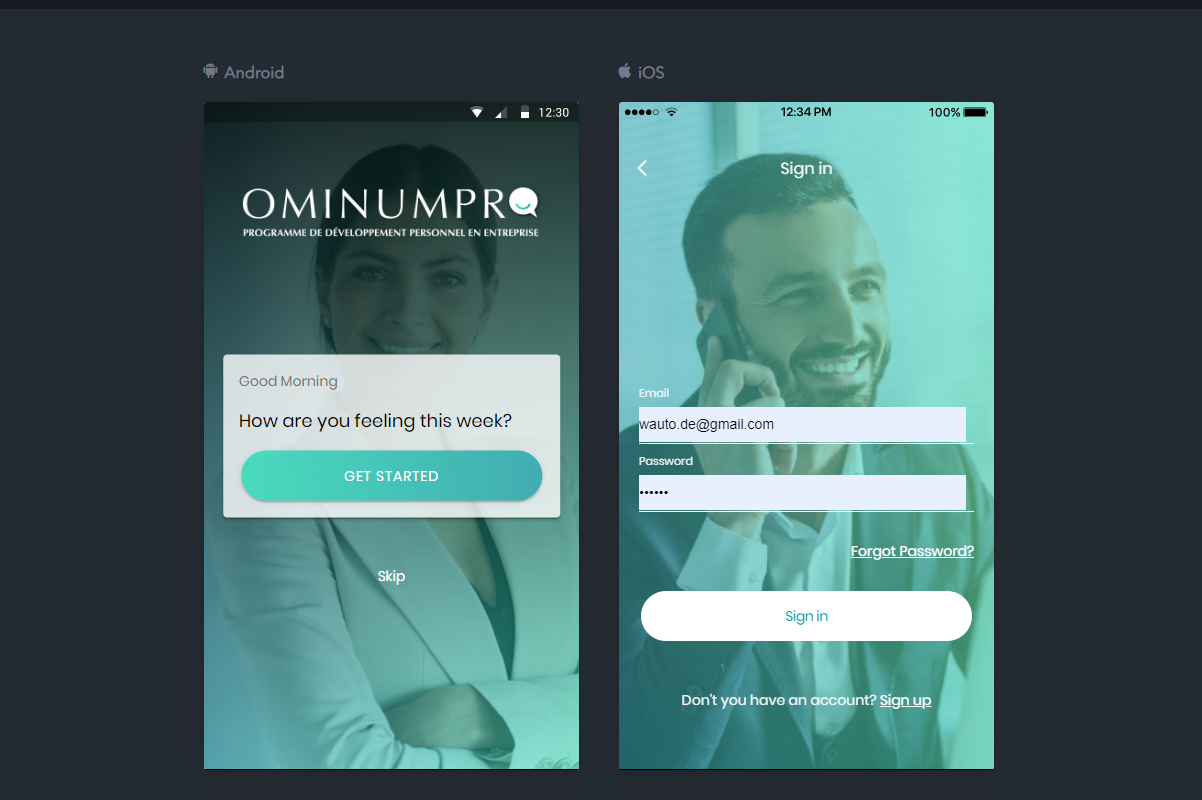 Android
12:30
OMINUMPRO
PROGRAMME DE DÉVELOPPEMENT PERSONNEL EN ENTREPRISE
Good Morning
How are you feeling this week?
GET STARTED
Skip
iOS
12:34 PM
100%
Sign in
Email
wauto.de@gmail.com
Password
••••••
Forgot Password?
Sign in
Don't you have an account? Sign up